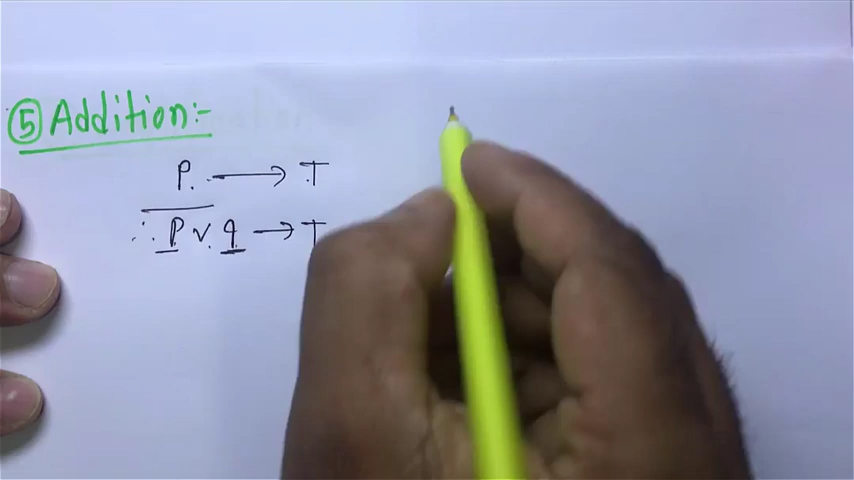 ⑤ Addition:-
P. → T
∴ P ∨ q → T